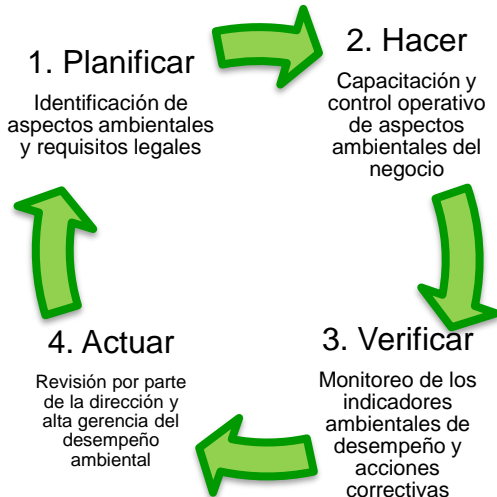 1. Planificar
Identificación de
aspectos ambientales
y requisitos legales
2. Hacer
Capacitación y
control operativo
de aspectos
ambientales del
negocio
3. Verificar
Monitoreo de los
indicadores
ambientales de
desempeño y
acciones
correctivas
4. Actuar
Revisión por parte
de la dirección y
alta gerencia del
desempeño
ambiental